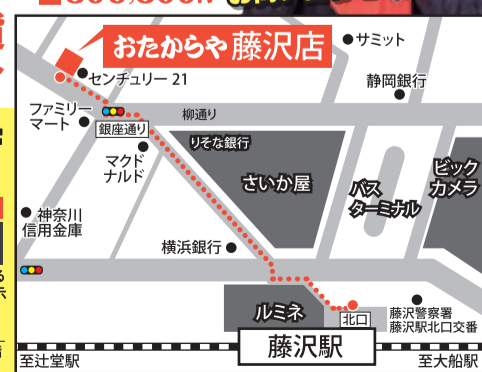 おたからや 藤沢店
サミット
センチュリー 21
静岡銀行
ファミリー
マート
柳通り
銀座通り
りそな銀行
マクド
ナルド
さいか屋
バス
ターミナル
ビック
カメラ
神奈川
信用金庫
横浜銀行
ルミネ
北口
藤沢警察署
藤沢駅北口交番
藤沢駅
至辻堂駅
至大船駅